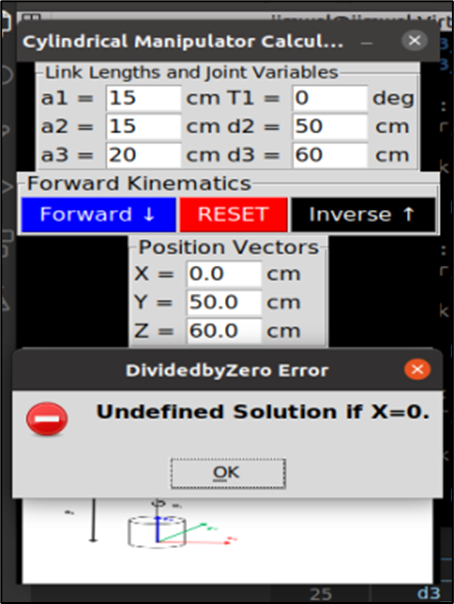 Cylindrical Manipulator Calcul...
Link Lengths and Joint Variables
a1 = 15 cm T1 = 0 deg
a2 = 15 cm d2 = 50 cm
a3 = 20 cm d3 = 60 cm
Forward Kinematics
Forward ↓ RESET Inverse ↑
Position Vectors
X = 0.0 cm
Y = 50.0 cm
Z = 60.0 cm
DividedbyZero Error
Undefined Solution if X=0.
OK
25 d3